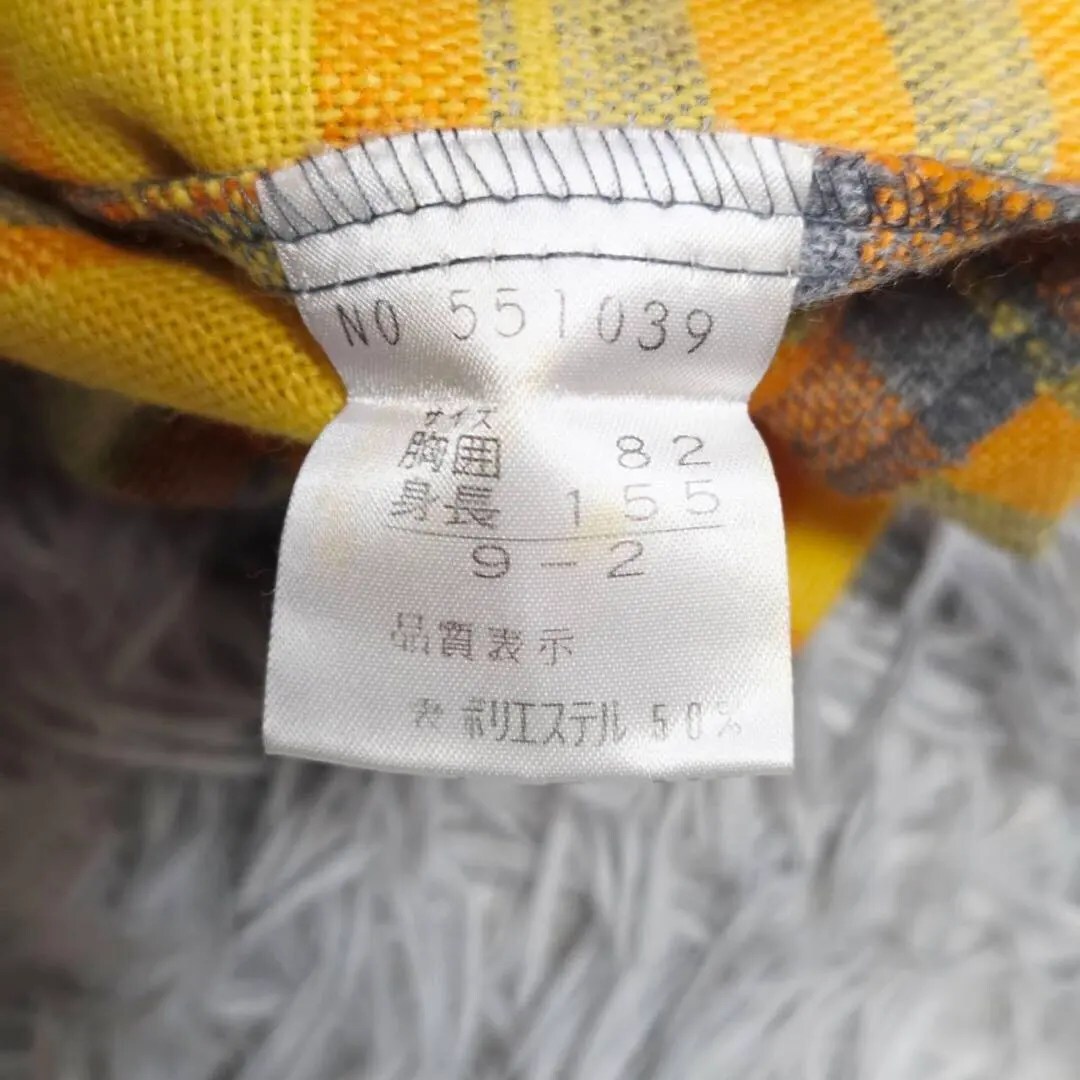 NO 551039
サイズ
胸囲 82
身長 155
9-2
品質表示
表 ポリエステル 50%